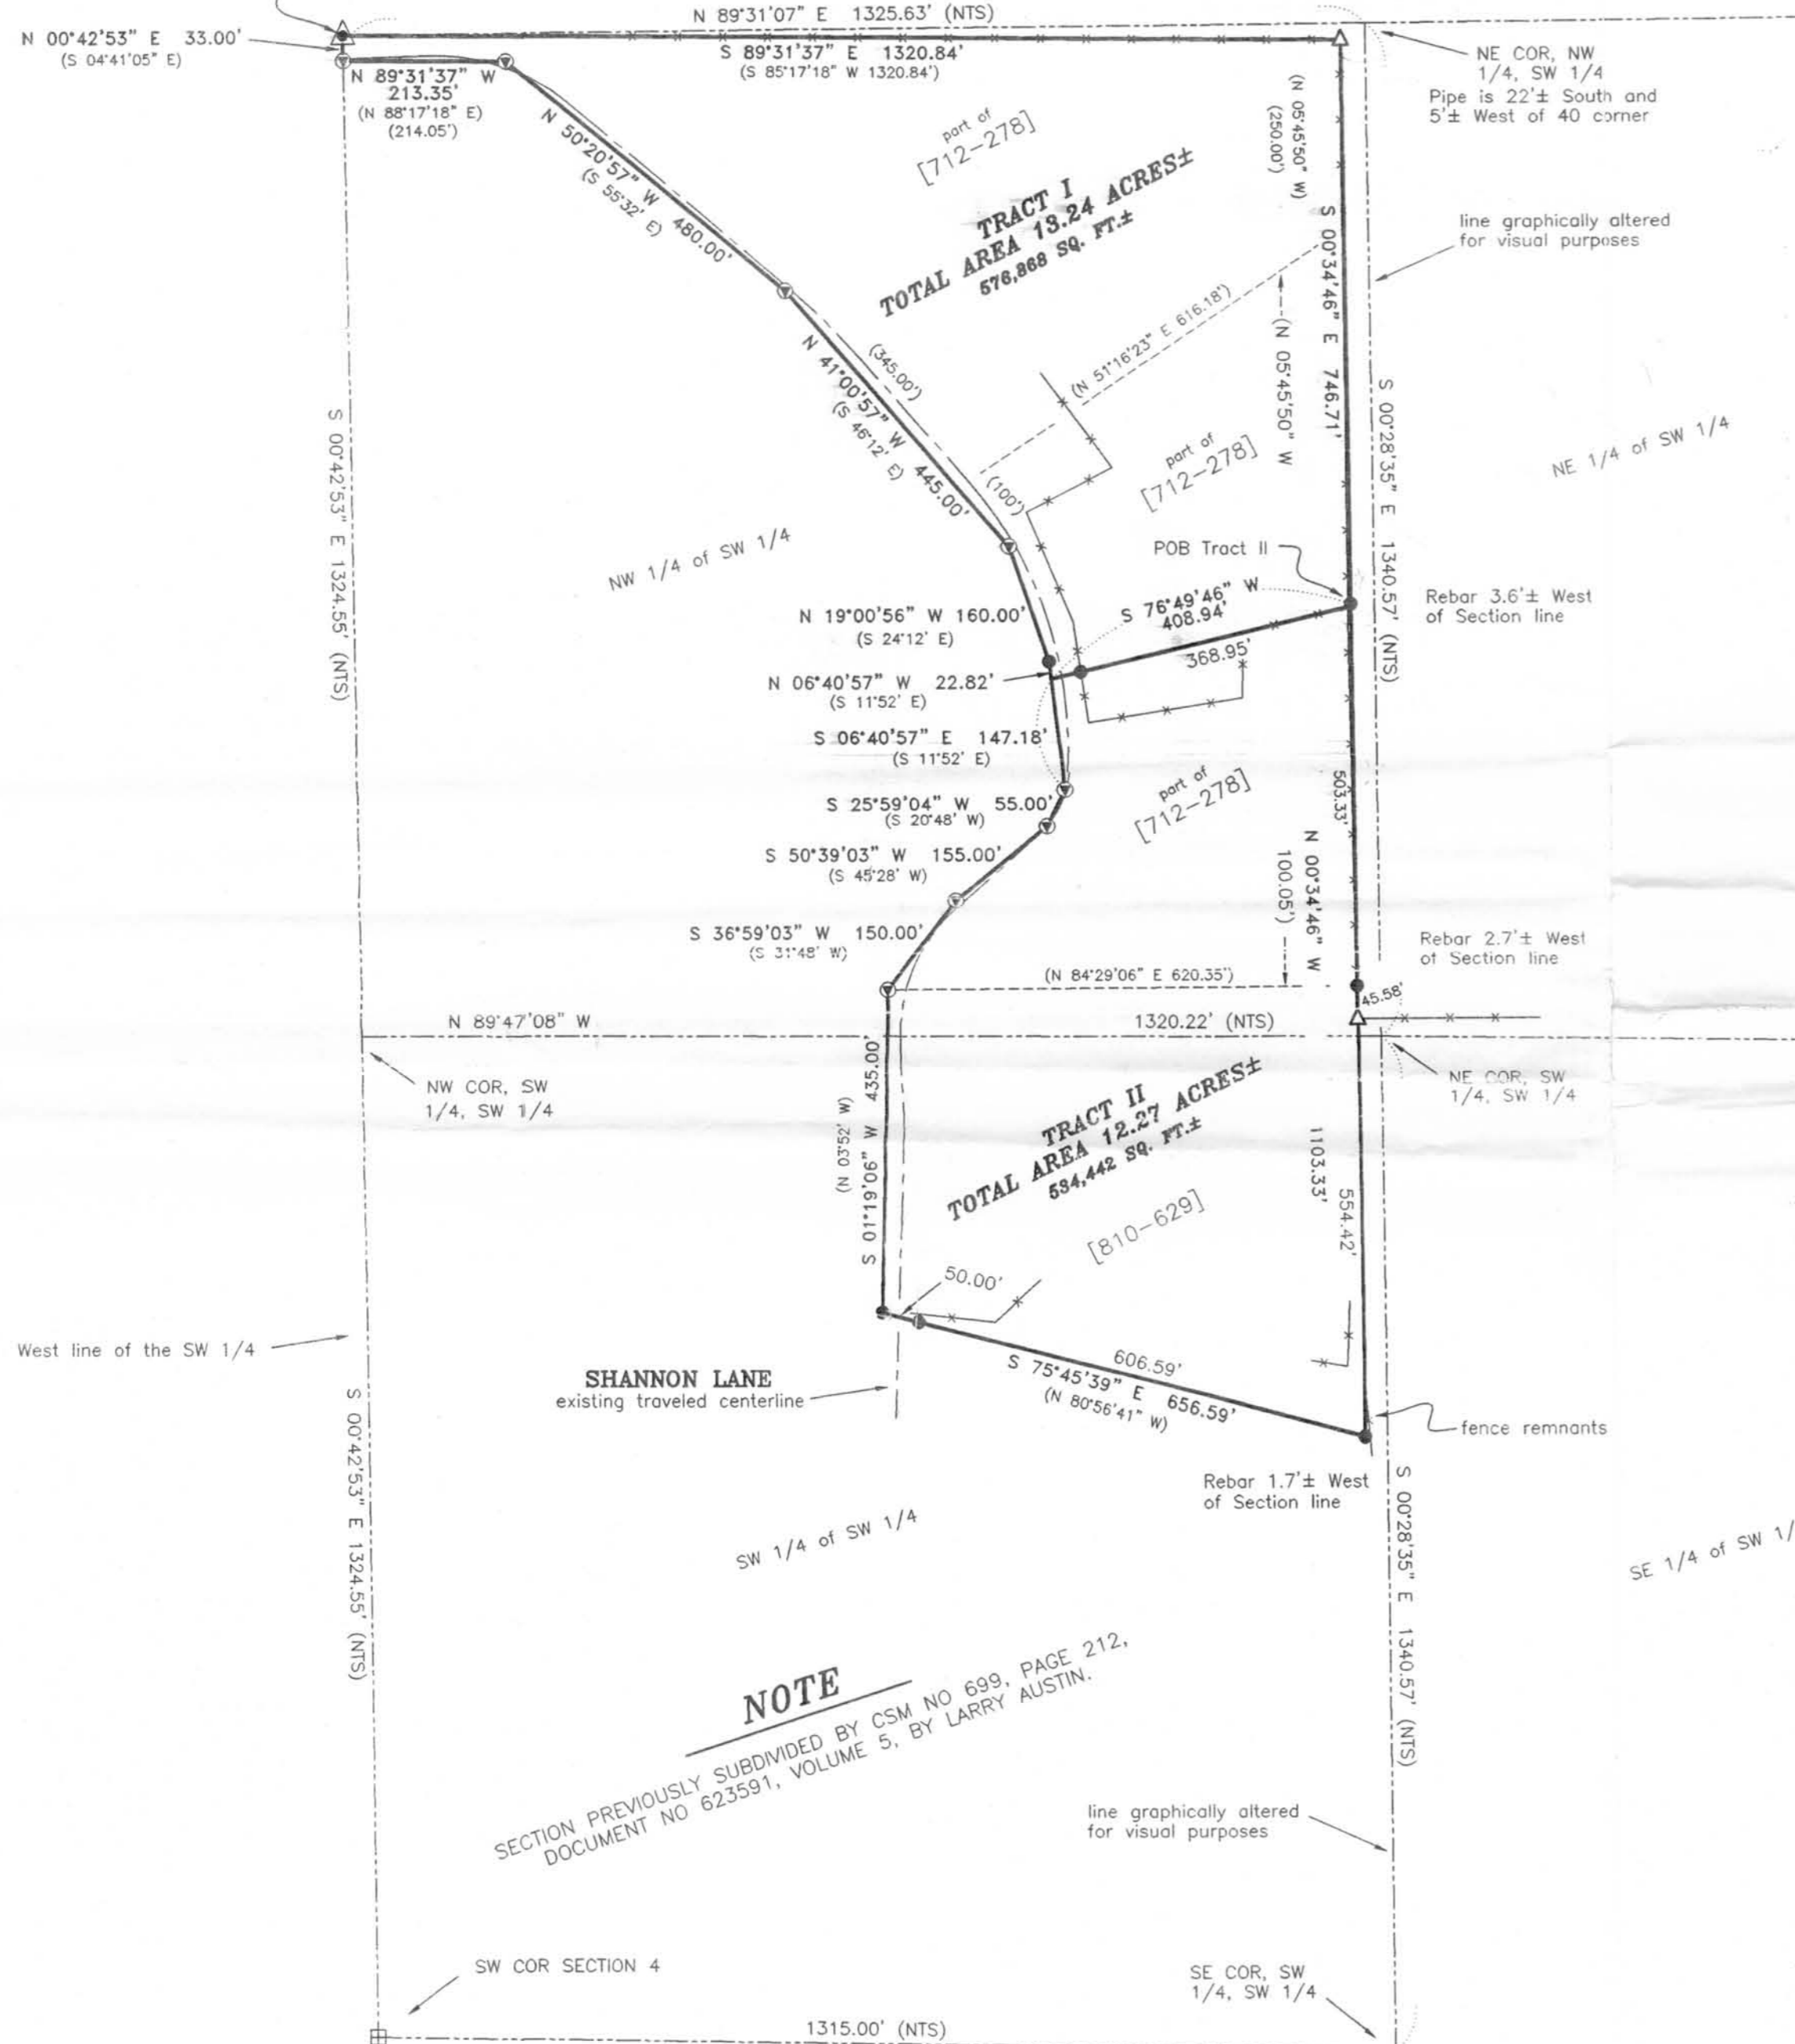 N 89°31'07" E 1325.63' (NTS)
N 00°42'53" E 33.00'
(S 04°41'05" E)
S 89°31'37" E 1320.84'
(S 85°17'18" W 1320.84')
N 89°31'37" W
213.35'
(N 88°17'18" E)
(214.05')
NE COR, NW
1/4, SW 1/4
Pipe is 22'± South and
5'± West of 40 corner
N 50°20'57" W 480.00'
(S 55°32' E)
part of
[712-278]
(N 05°45'50" W)
(250.00')
TRACT I
TOTAL AREA 13.24 ACRES±
576,868 SQ. FT.±
line graphically altered
for visual purposes
S 00°34'46" E 746.71'
(N 51°16'23" E 616.18')
(N 05°45'50" W
(345.00')
N 41°00'57" W 445.00'
(S 46°12' E)
(100')
part of
[712-278]
S 00°42'53" E 1324.55' (NTS)
S 00°28'35" E 1340.57' (NTS)
NE 1/4 of SW 1/4
NW 1/4 of SW 1/4
POB Tract II
Rebar 3.6'± West
of Section line
N 19°00'56" W 160.00'
(S 24°12' E)
S 76°49'46" W
408.94'
368.95'
N 06°40'57" W 22.82'
(S 11°52' E)
S 06°40'57" E 147.18'
(S 11°52' E)
part of
[712-278]
503.33'
S 25°59'04" W 55.00'
(S 20°48' W)
S 50°39'03" W 155.00'
(S 45°28' W)
N 00°34'46" W
100.05')
S 36°59'03" W 150.00'
(S 31°48' W)
Rebar 2.7'± West
of Section line
(N 84°29'06" E 620.35')
45.58'
N 89°47'08" W
1320.22' (NTS)
NW COR, SW
1/4, SW 1/4
NE COR, SW
1/4, SW 1/4
S 01°19'06" W 435.00'
(N 03°52' W)
TRACT II
TOTAL AREA 12.27 ACRES±
534,442 SQ. FT.±
[810-629]
1103.33'
554.42'
50.00'
West line of the SW 1/4
SHANNON LANE
existing traveled centerline
606.59'
S 75°45'39" E 656.59'
(N 80°56'41" W)
fence remnants
Rebar 1.7'± West
of Section line
S 00°42'53" E 1324.55' (NTS)
S 00°28'35" E 1340.57' (NTS)
SW 1/4 of SW 1/4
SE 1/4 of SW 1/
NOTE
SECTION PREVIOUSLY SUBDIVIDED BY CSM NO 699, PAGE 212,
DOCUMENT NO 623591, VOLUME 5, BY LARRY AUSTIN.
line graphically altered
for visual purposes
SW COR SECTION 4
SE COR, SW
1/4, SW 1/4
1315.00' (NTS)